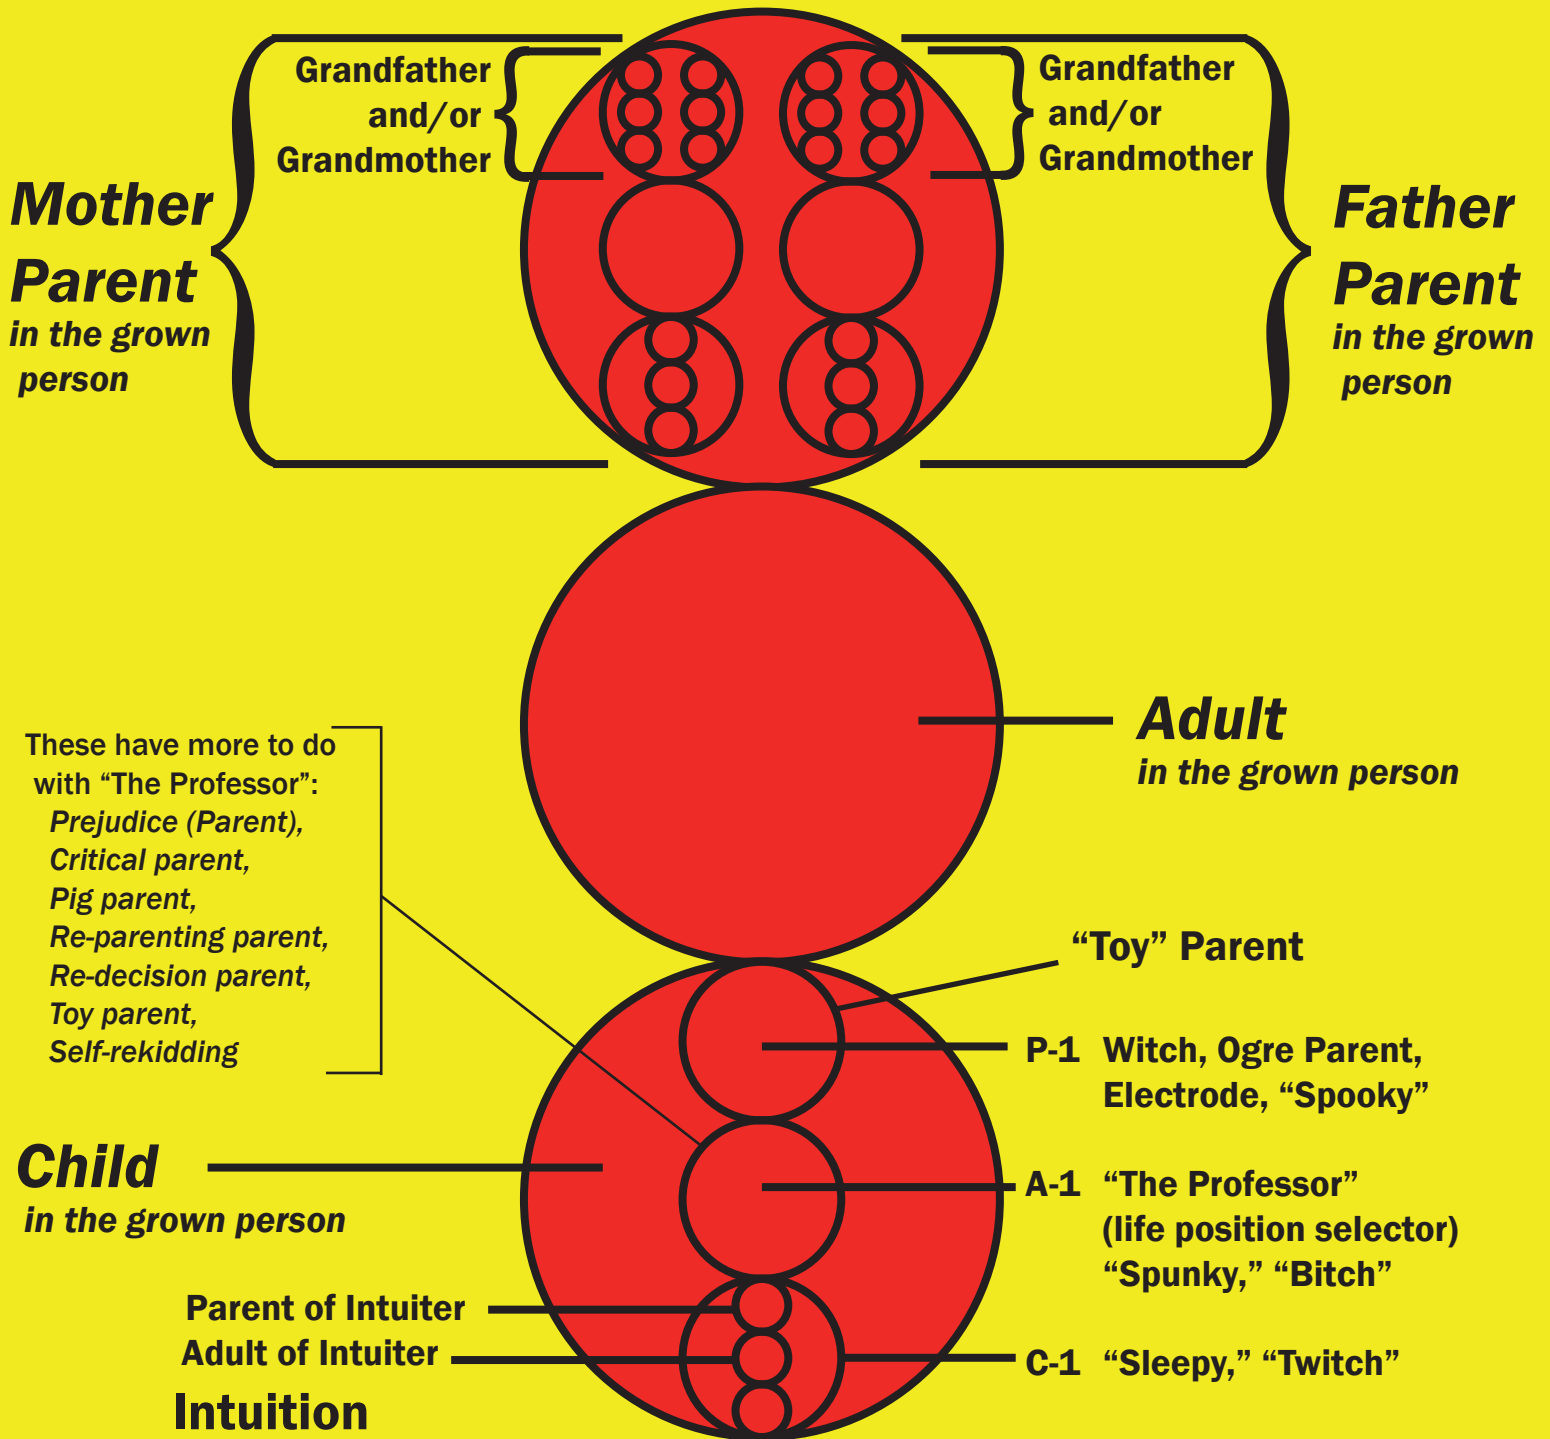 Grandfather
and/or
Grandmother
Grandfather
and/or
Grandmother
Mother
Parent
in the grown
person
Father
Parent
in the grown
person
Adult
in the grown person
These have more to do
with “The Professor”:
Prejudice (Parent),
Critical parent,
Pig parent,
Re-parenting parent,
Re-decision parent,
Toy parent,
Self-rekidding
“Toy” Parent
P-1 Witch, Ogre Parent,
Electrode, “Spooky”
Child
in the grown person
A-1 “The Professor”
(life position selector)
“Spunky,” “Bitch”
Parent of Intuiter
Adult of Intuiter
Intuition
C-1 “Sleepy,” “Twitch”